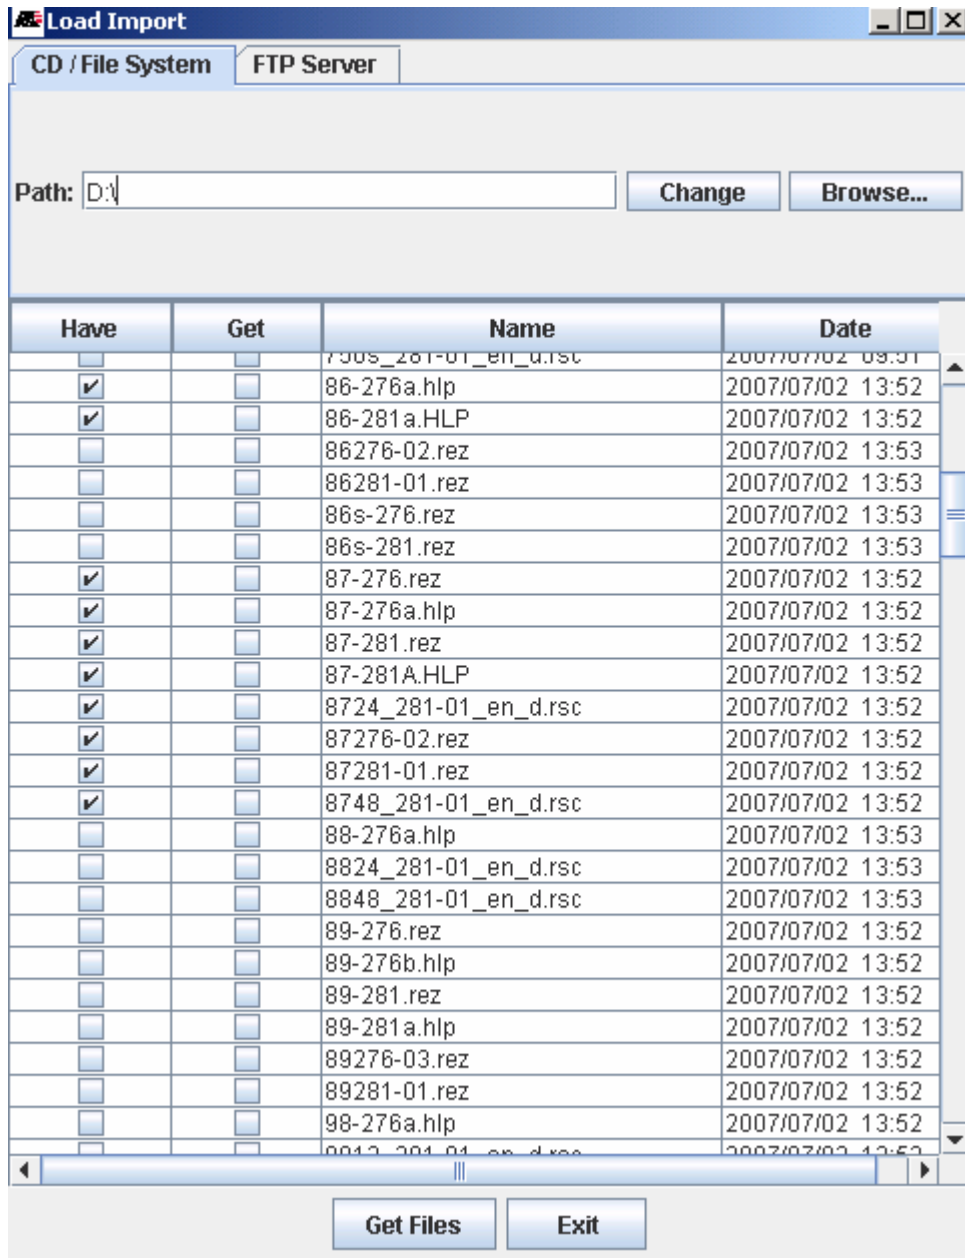 Load Import
CD / File System FTP Server
Path: D:\ Change Browse...
Have Get Name Date
750s_281-01_en_d.rsc 2007/07/02 09:51
86-276a.hlp 2007/07/02 13:52
86-281a.HLP 2007/07/02 13:52
86276-02.rez 2007/07/02 13:53
86281-01.rez 2007/07/02 13:53
86s-276.rez 2007/07/02 13:53
86s-281.rez 2007/07/02 13:53
87-276.rez 2007/07/02 13:52
87-276a.hlp 2007/07/02 13:52
87-281.rez 2007/07/02 13:52
87-281A.HLP 2007/07/02 13:52
8724_281-01_en_d.rsc 2007/07/02 13:52
87276-02.rez 2007/07/02 13:52
87281-01.rez 2007/07/02 13:52
8748_281-01_en_d.rsc 2007/07/02 13:52
88-276a.hlp 2007/07/02 13:53
8824_281-01_en_d.rsc 2007/07/02 13:53
8848_281-01_en_d.rsc 2007/07/02 13:53
89-276.rez 2007/07/02 13:52
89-276b.hlp 2007/07/02 13:52
89-281.rez 2007/07/02 13:52
89-281a.hlp 2007/07/02 13:52
89276-03.rez 2007/07/02 13:52
89281-01.rez 2007/07/02 13:52
98-276a.hlp 2007/07/02 13:52
Get Files Exit